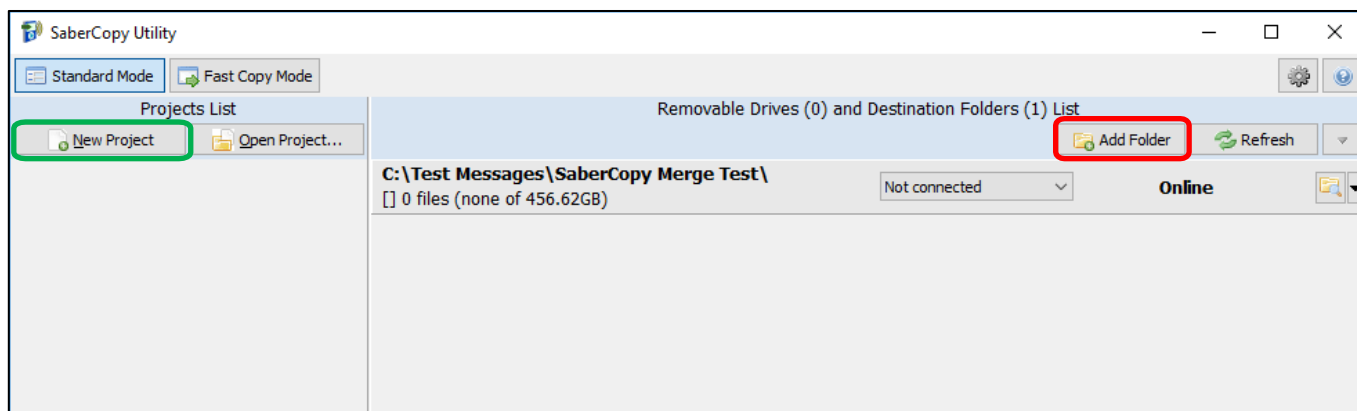 SaberCopy Utility
Standard Mode Fast Copy Mode
Projects List
Removable Drives (0) and Destination Folders (1) List
New Project Open Project...
Add Folder Refresh
C:\Test Messages\SaberCopy Merge Test\
[] 0 files (none of 456.62GB)
Not connected
Online